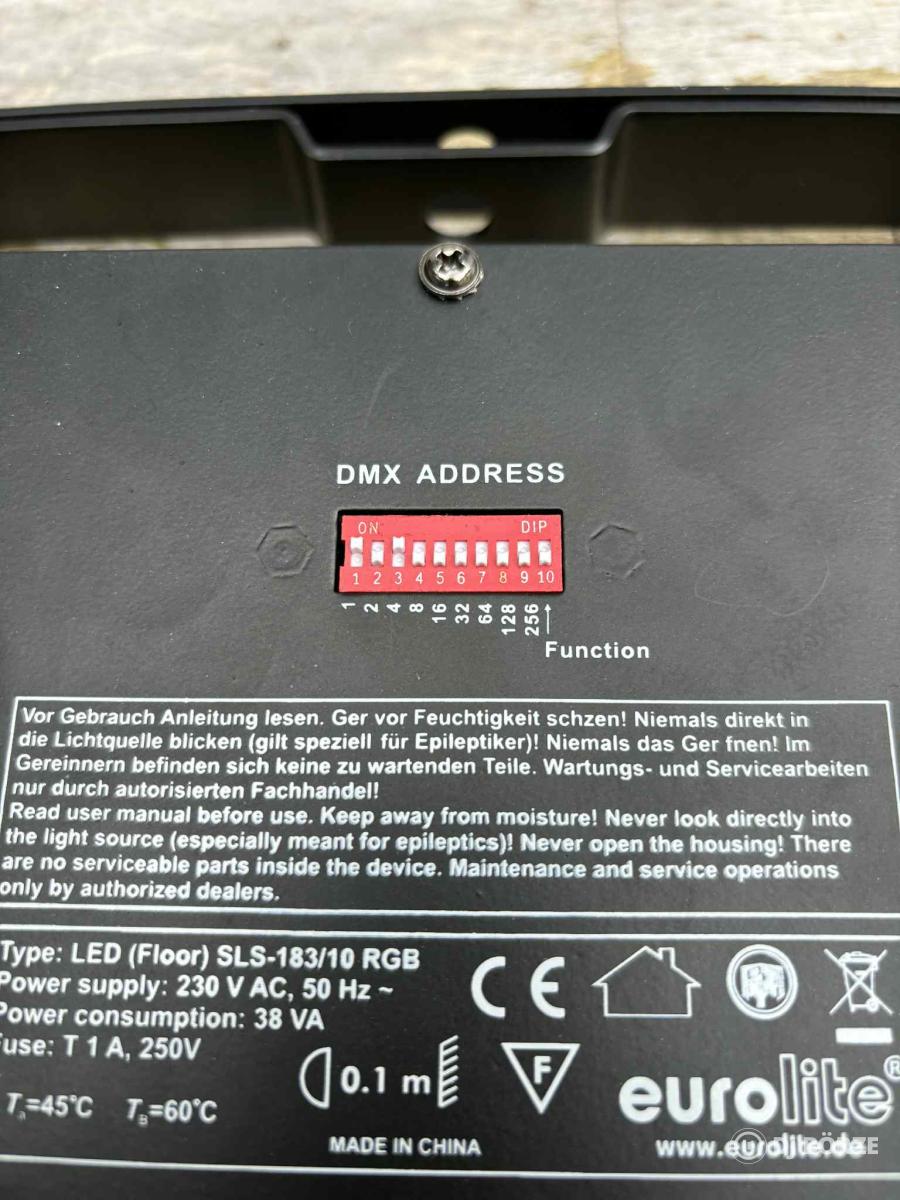 DMX ADDRESS
ON DIP
1 2 3 4 5 6 7 8 9 10
1 2 4 8 16 32 64 128 256
Function
Vor Gebrauch Anleitung lesen. Ger vor Feuchtigkeit schzen! Niemals direkt in
die Lichtquelle blicken (gilt speziell für Epileptiker)! Niemals das Ger fnen! Im
Gereinnern befinden sich keine zu wartenden Teile. Wartungs- und Servicearbeiten
nur durch autorisierten Fachhandel!
Read user manual before use. Keep away from moisture! Never look directly into
the light source (especially meant for epileptics)! Never open the housing! There
are no serviceable parts inside the device. Maintenance and service operations
only by authorized dealers.
Type: LED (Floor) SLS-183/10 RGB
Power supply: 230 V AC, 50 Hz ~
Power consumption: 38 VA
Fuse: T 1 A, 250V
CE
0.1 m
F
Ta=45°C TB=60°C
eurolite®
MADE IN CHINA
www.eurolite.de
DJBÖRZE